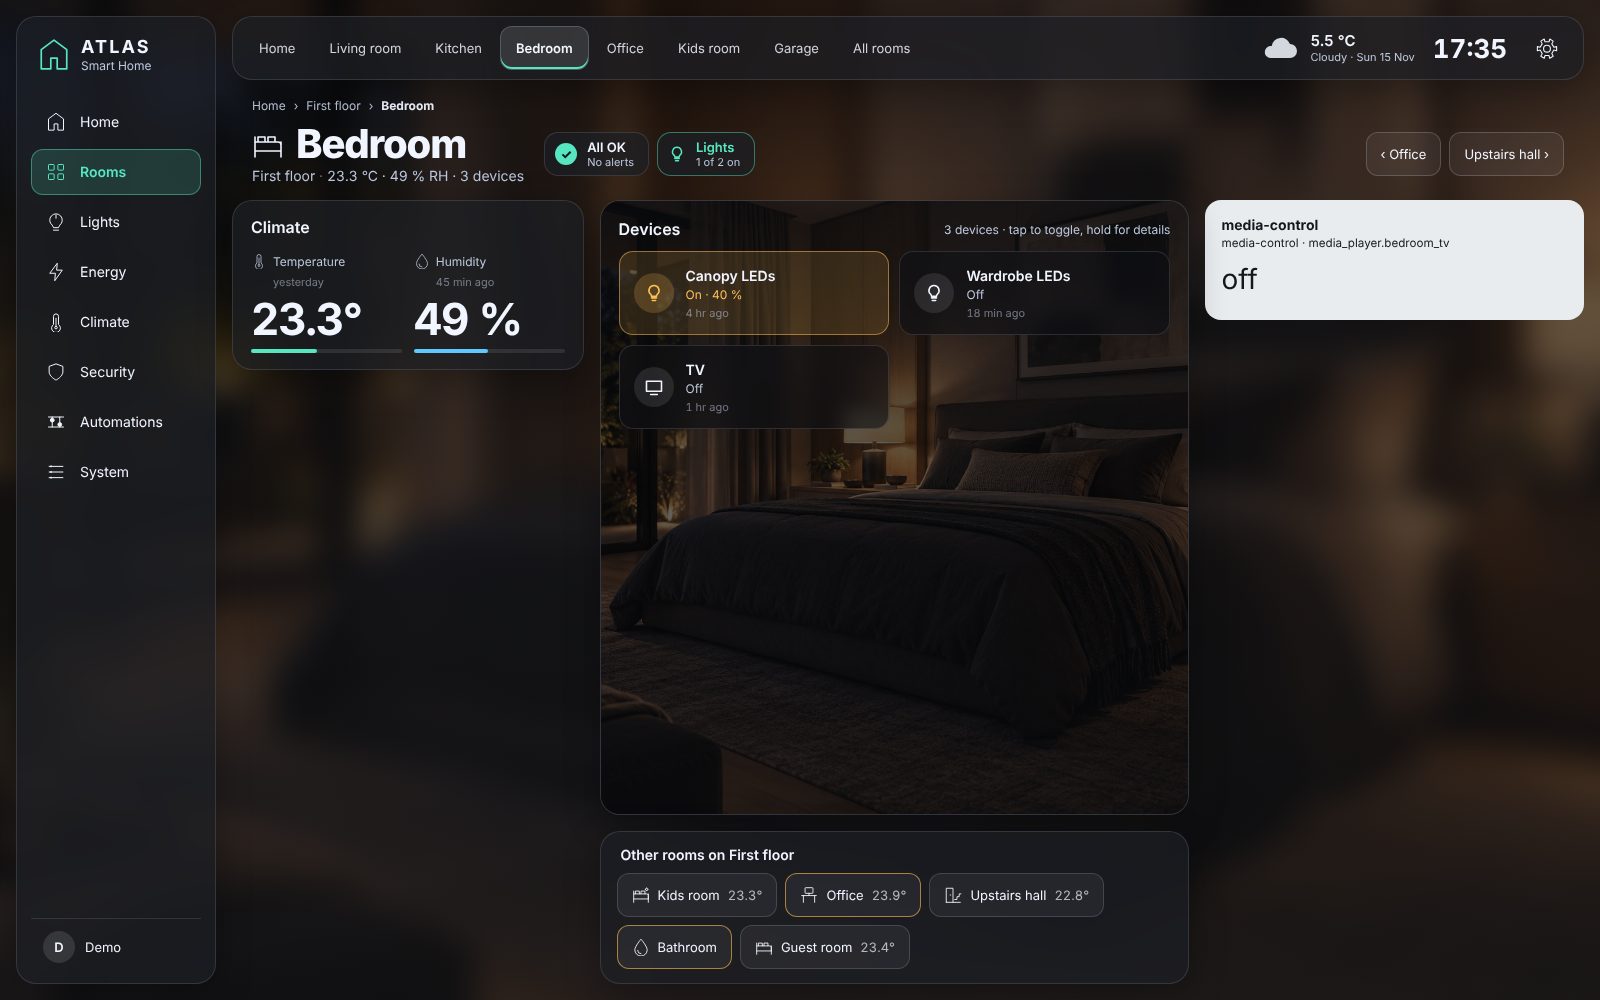 ATLAS
Smart Home
Home
Rooms
Lights
Energy
Climate
Security
Automations
System
D
Demo
Home
Living room
Kitchen
Bedroom
Office
Kids room
Garage
All rooms
5.5 °C
Cloudy · Sun 15 Nov
17:35
Home › First floor › Bedroom
Bedroom
First floor · 23.3 °C · 49 % RH · 3 devices
All OK
No alerts
Lights
1 of 2 on
‹ Office
Upstairs hall ›
Climate
Temperature
yesterday
23.3°
Humidity
45 min ago
49 %
Devices
3 devices · tap to toggle, hold for details
Canopy LEDs
On · 40 %
4 hr ago
Wardrobe LEDs
Off
18 min ago
TV
Off
1 hr ago
media-control
media-control · media_player.bedroom_tv
off
Other rooms on First floor
Kids room 23.3°
Office 23.9°
Upstairs hall 22.8°
Bathroom
Guest room 23.4°